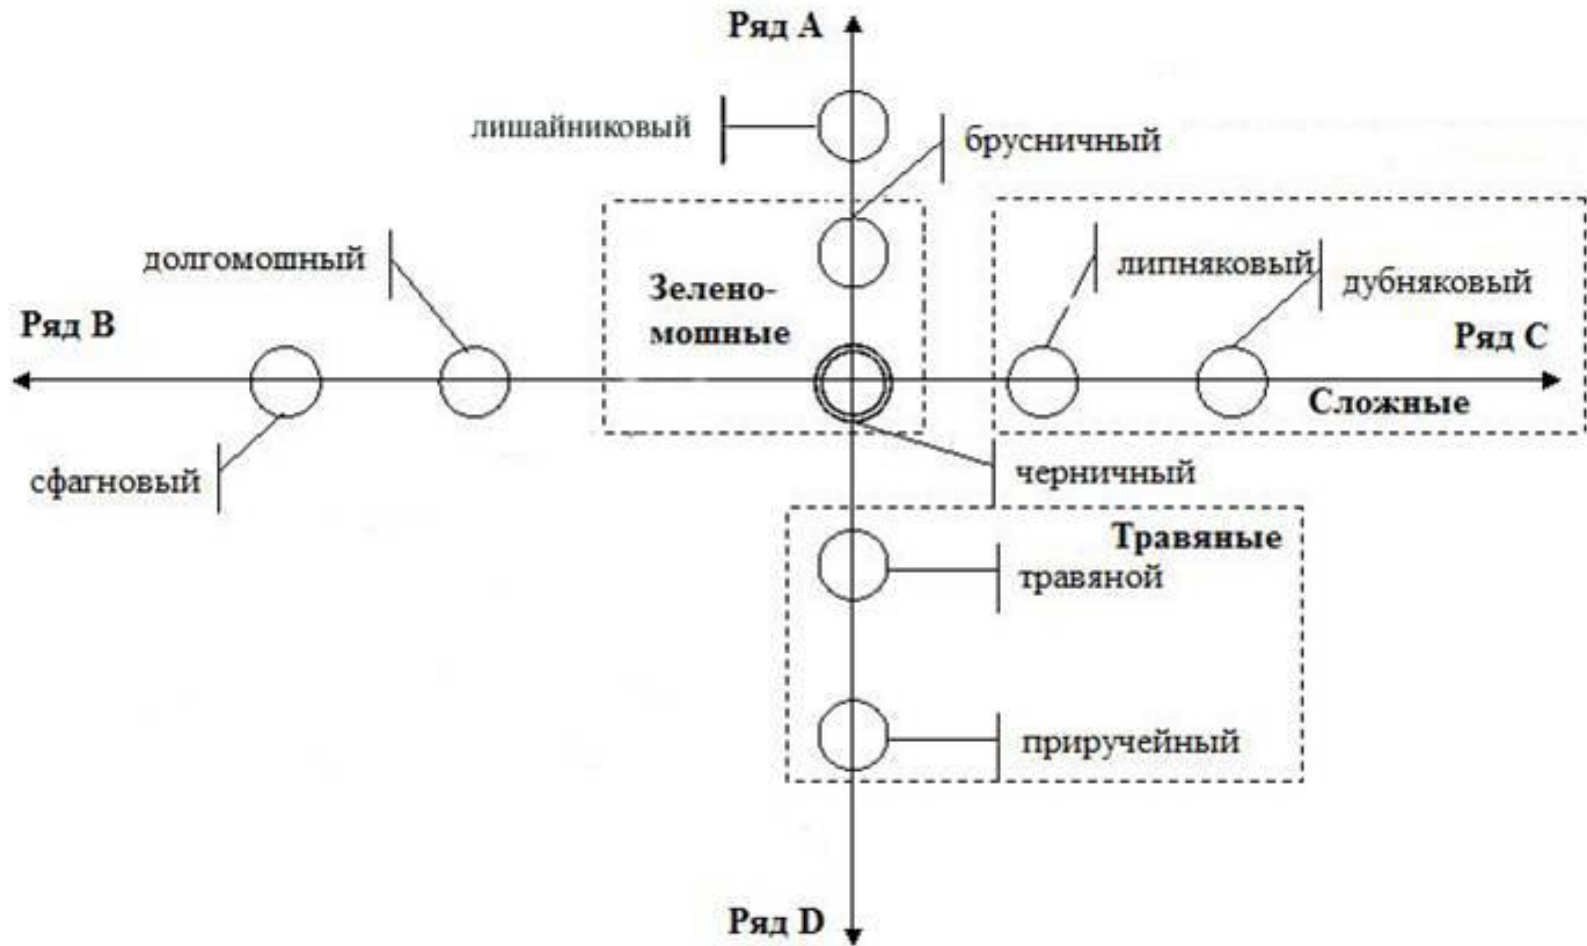 Ряд А
лишайниковый
брусничный
долгомошный
липняковый
дубняковый
Зелено-
мошные
Ряд В
Ряд С
Сложные
сфагновый
черничный
Травяные
травяной
приручейный
Ряд D